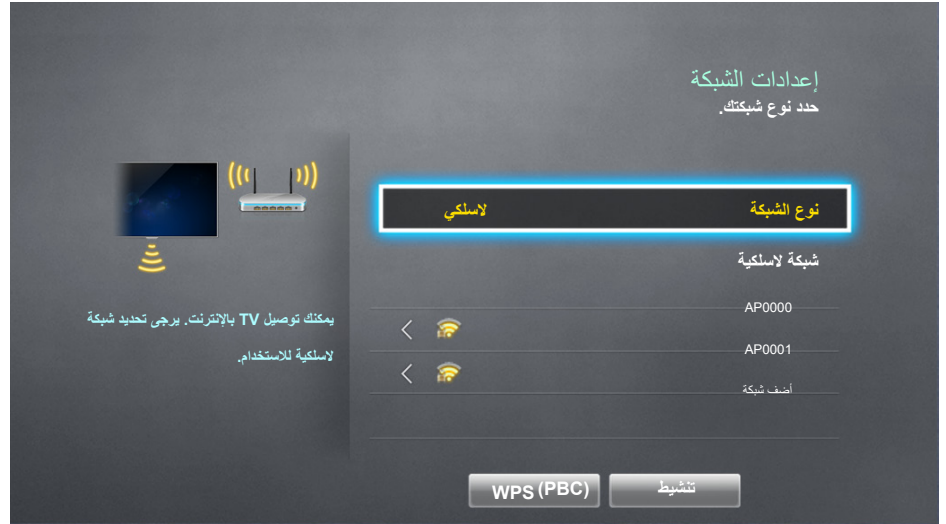 إعدادات الشبكة
حدد نوع شبكتك.
نوع الشبكة لاسلكي
شبكة لاسلكية
AP0000
AP0001
أضف شبكة
يمكنك توصيل TV بالإنترنت. يرجى تحديد شبكة
لاسلكية للاستخدام.
تنشيط WPS (PBC)